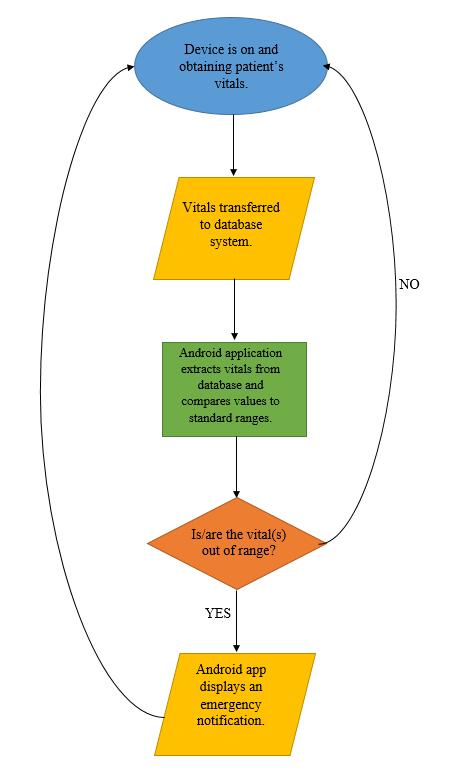 Device is on and
obtaining patient’s
vitals.
Vitals transferred
to database
system.
NO
Android application
extracts vitals from
database and
compares values to
standard ranges.
Is/are the vital(s)
out of range?
YES
Android app
displays an
emergency
notification.